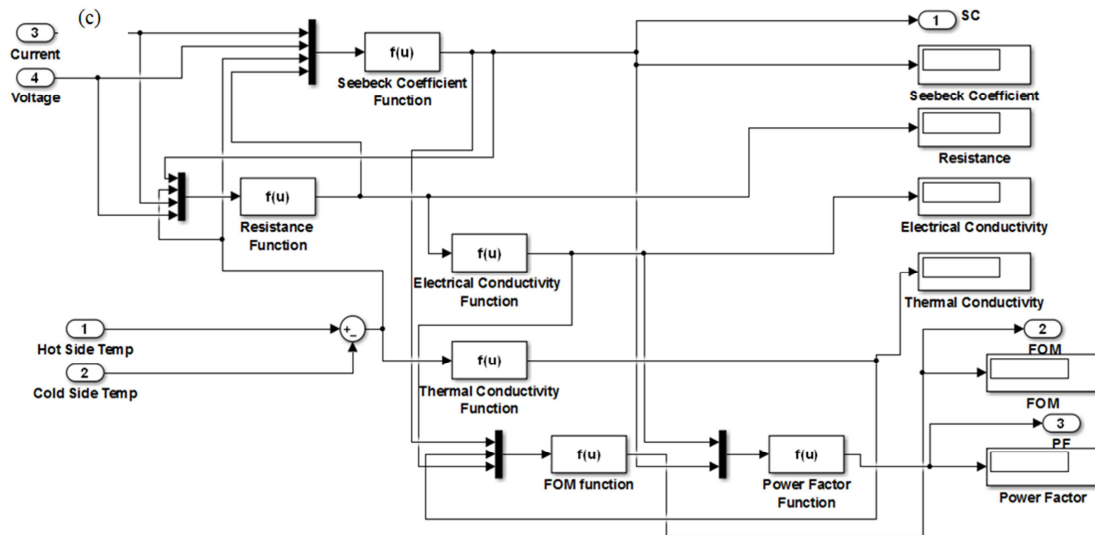 (c)
3
Current
4
Voltage
f(u)
Seebeck Coefficient
Function
1
SC
Seebeck Coefficient
Resistance
f(u)
Resistance
Function
Electrical Conductivity
f(u)
Electrical Conductivity
Function
Thermal Conductivity
1
Hot Side Temp
+
−
2
Cold Side Temp
f(u)
Thermal Conductivity
Function
2
FOM
FOM
3
PF
f(u)
FOM function
f(u)
Power Factor
Function
Power Factor